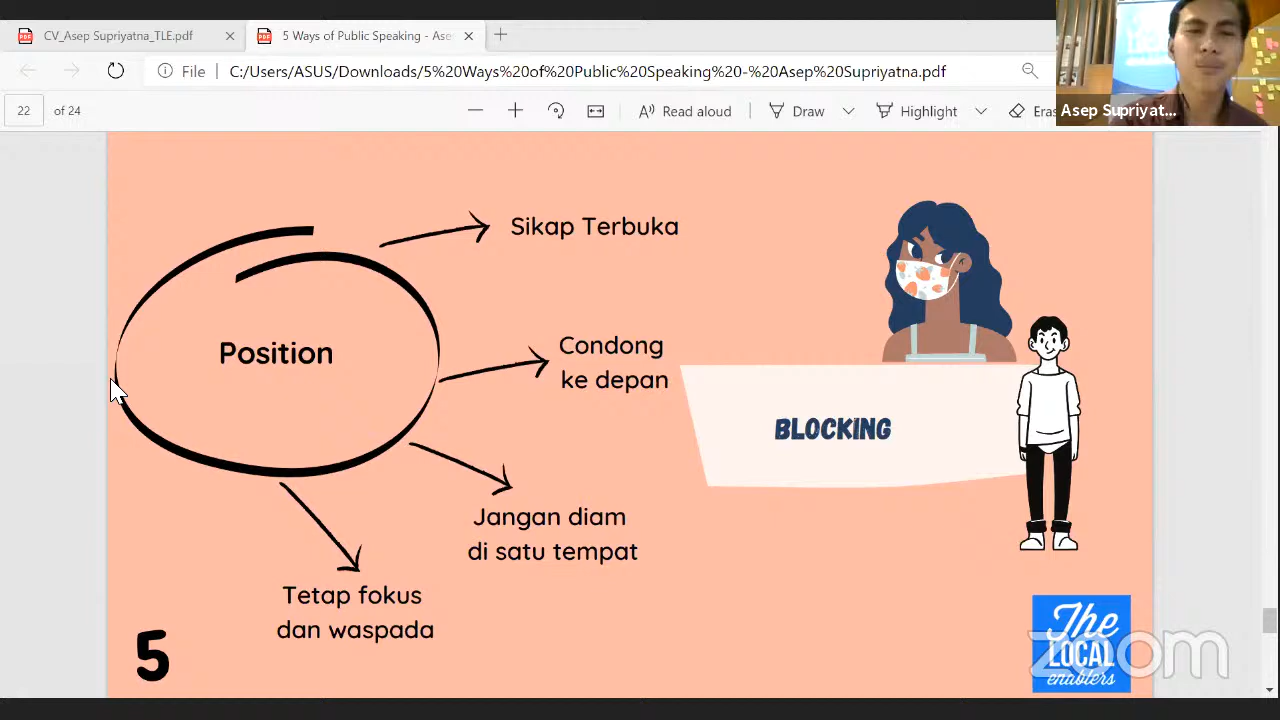 CV_Asep Supriyatna_TLE.pdf
5 Ways of Public Speaking - Ase
File
C:/Users/ASUS/Downloads/5%20Ways%20of%20Public%20Speaking%20-%20Asep%20Supriyatna.pdf
22 of 24
Read aloud
Draw
Highlight
Eras
Asep Supriyat...
Position
Sikap Terbuka
Condong
ke depan
Jangan diam
di satu tempat
Tetap fokus
dan waspada
BLOCKING
5
The
LOCAL
enablers
zoom